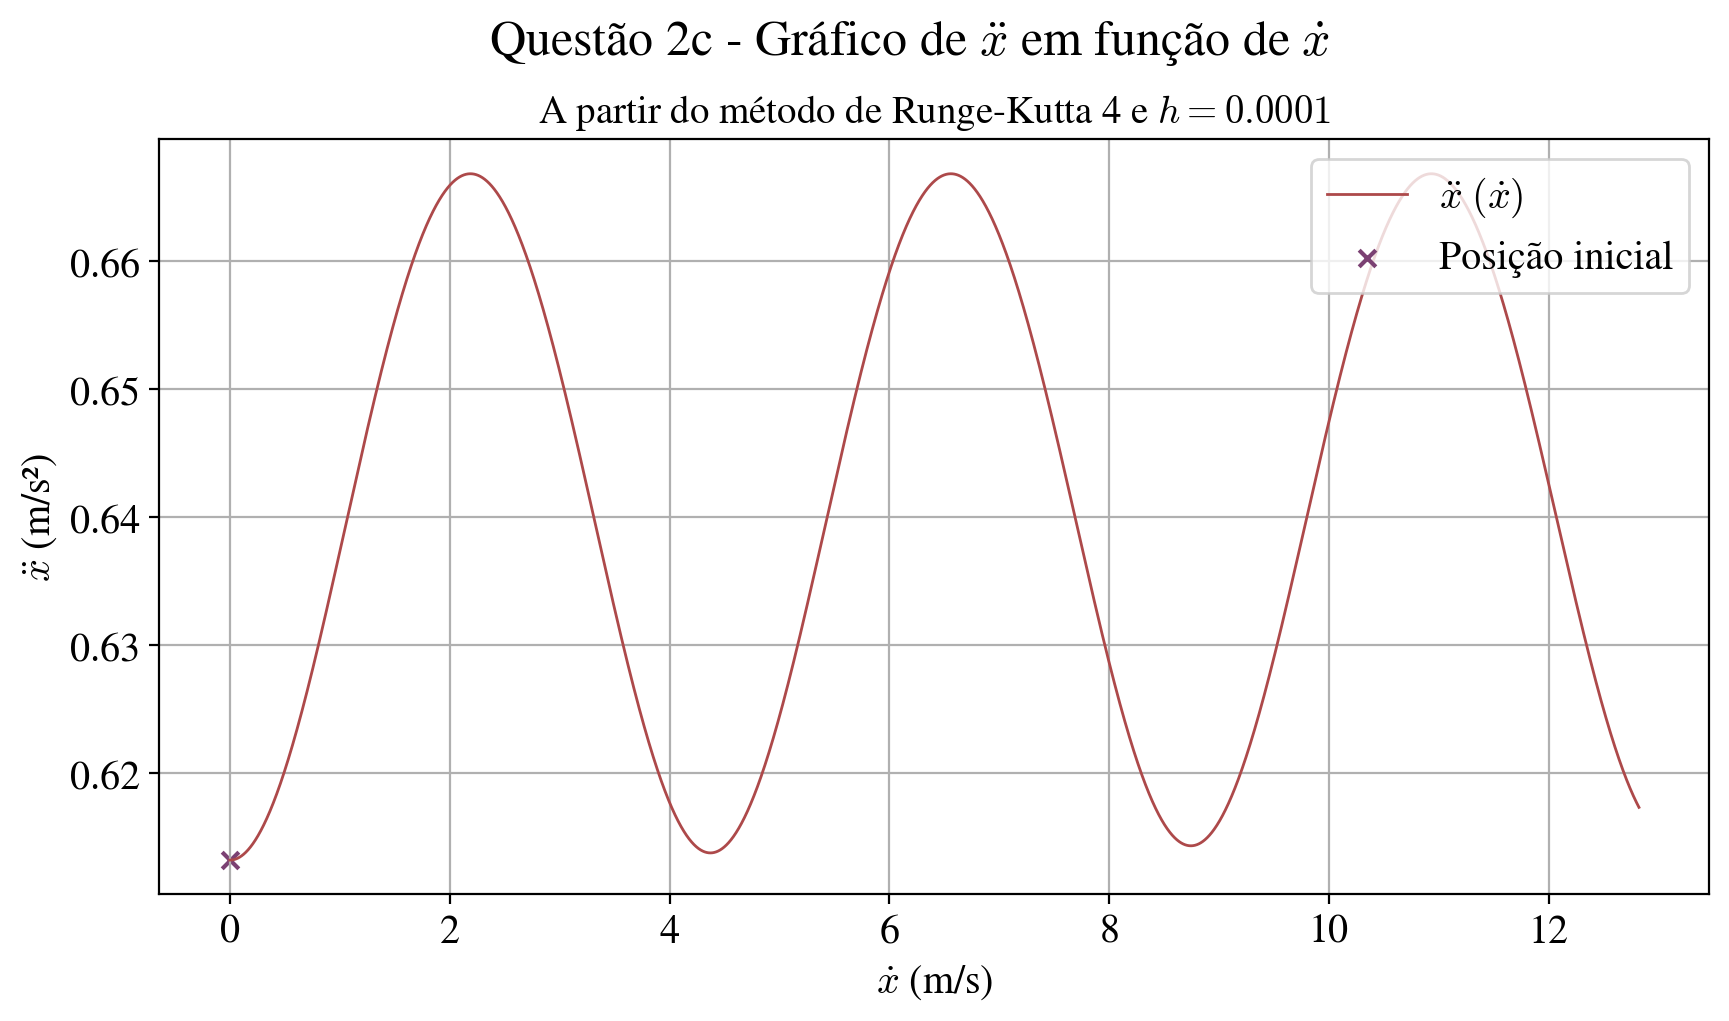 Questão 2c - Gráfico de ẍ em função de ẋ
A partir do método de Runge-Kutta 4 e h = 0.0001
ẍ (ẋ)
Posição inicial
ẍ (m/s²)
0.66
0.65
0.64
0.63
0.62
0 2 4 6 8 10 12
ẋ (m/s)